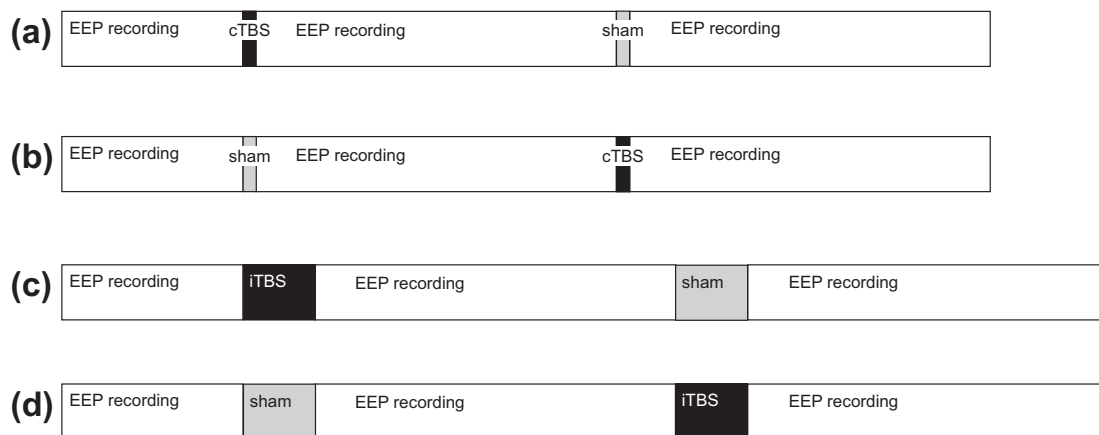 (a) EEP recording cTBS EEP recording sham EEP recording
(b) EEP recording sham EEP recording cTBS EEP recording
(c) EEP recording iTBS EEP recording sham EEP recording
(d) EEP recording sham EEP recording iTBS EEP recording